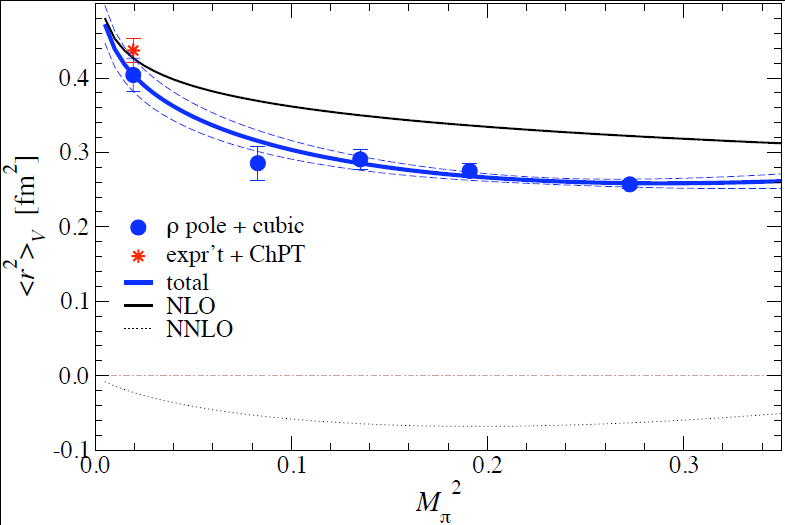 0.4
0.3
0.2
0.1
0.0
-0.1
<r²>V [fm²]
ρ pole + cubic
expr't + ChPT
total
NLO
NNLO
0.0
0.1
0.2
0.3
Mπ²